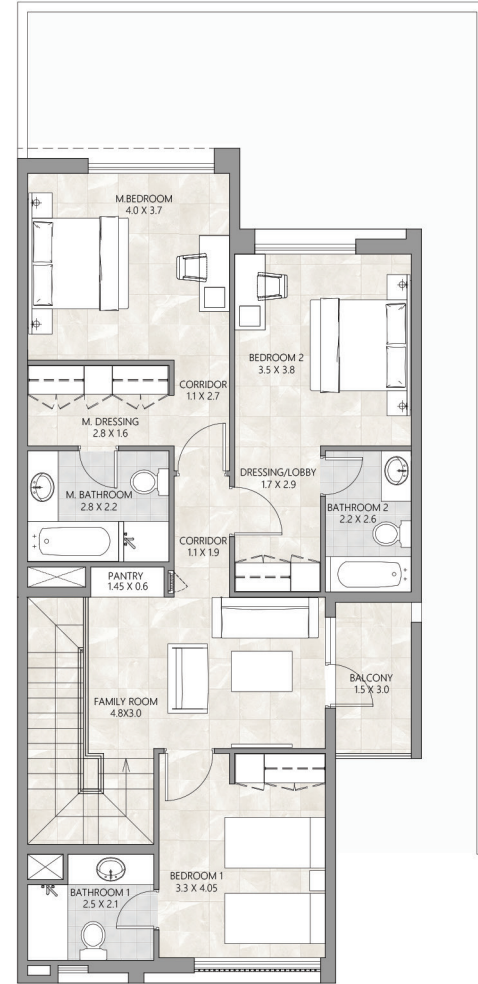 M.BEDROOM
4.0 X 3.7
BEDROOM 2
3.5 X 3.8
CORRIDOR
1.1 X 2.7
M. DRESSING
2.8 X 1.6
DRESSING/LOBBY
1.7 X 2.9
M. BATHROOM
2.8 X 2.2
BATHROOM 2
2.2 X 2.6
CORRIDOR
1.1 X 1.9
PANTRY
1.45 X 0.6
BALCONY
1.5 X 3.0
FAMILY ROOM
4.8X3.0
BEDROOM 1
3.3 X 4.05
BATHROOM 1
2.5 X 2.1